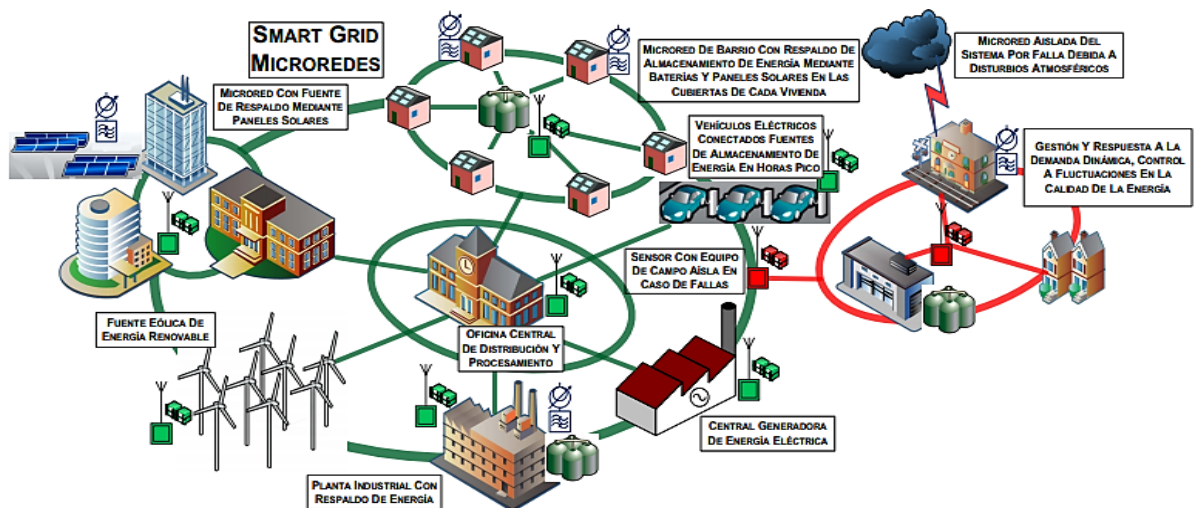 SMART GRID
MICROREDES
MICRORED CON FUENTE
DE RESPALDO MEDIANTE
PANELES SOLARES
MICRORED DE BARRIO CON RESPALDO DE
ALMACENAMIENTO DE ENERGÍA MEDIANTE
BATERÍAS Y PANELES SOLARES EN LAS
CUBIERTAS DE CADA VIVIENDA
MICRORED AISLADA DEL
SISTEMA POR FALLA DEBIDA A
DISTURBIOS ATMOSFÉRICOS
VEHÍCULOS ELÉCTRICOS
CONECTADOS FUENTES
DE ALMACENAMIENTO DE
ENERGÍA EN HORAS PICO
GESTIÓN Y RESPUESTA A LA
DEMANDA DINÁMICA, CONTROL
A FLUCTUACIONES EN LA
CALIDAD DE LA ENERGÍA
SENSOR CON EQUIPO
DE CAMPO AÍSLA EN
CASO DE FALLAS
FUENTE EÓLICA DE
ENERGÍA RENOVABLE
OFICINA CENTRAL
DE DISTRIBUCIÓN Y
PROCESAMIENTO
CENTRAL GENERADORA
DE ENERGÍA ELÉCTRICA
PLANTA INDUSTRIAL CON
RESPALDO DE ENERGÍA